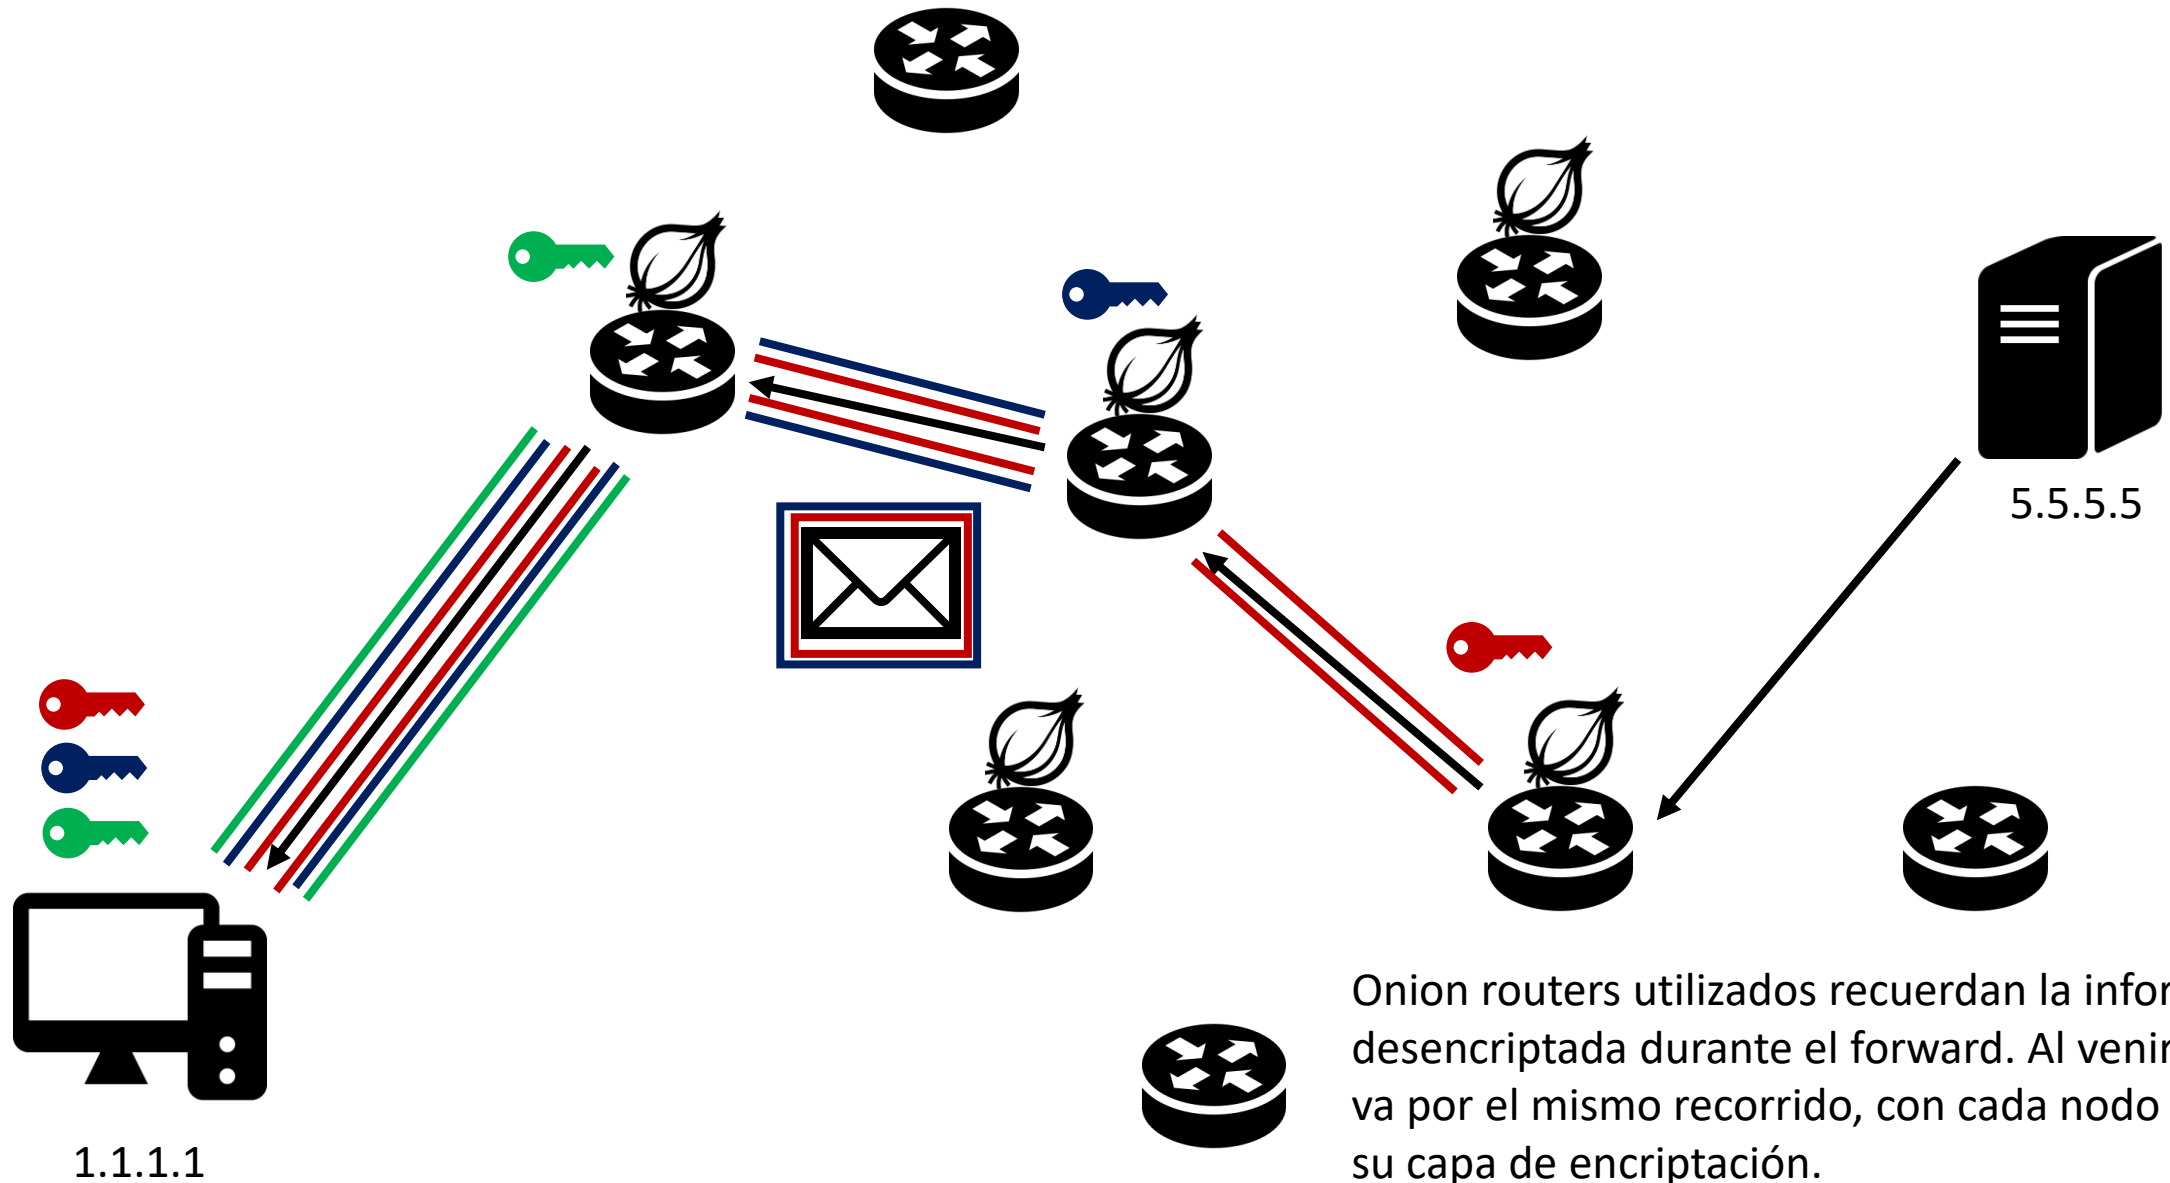 5.5.5.5
Onion routers utilizados recuerdan la
desencriptada durante el forward. Al venir
va por el mismo recorrido, con cada nodo
su capa de encriptación.
1.1.1.1